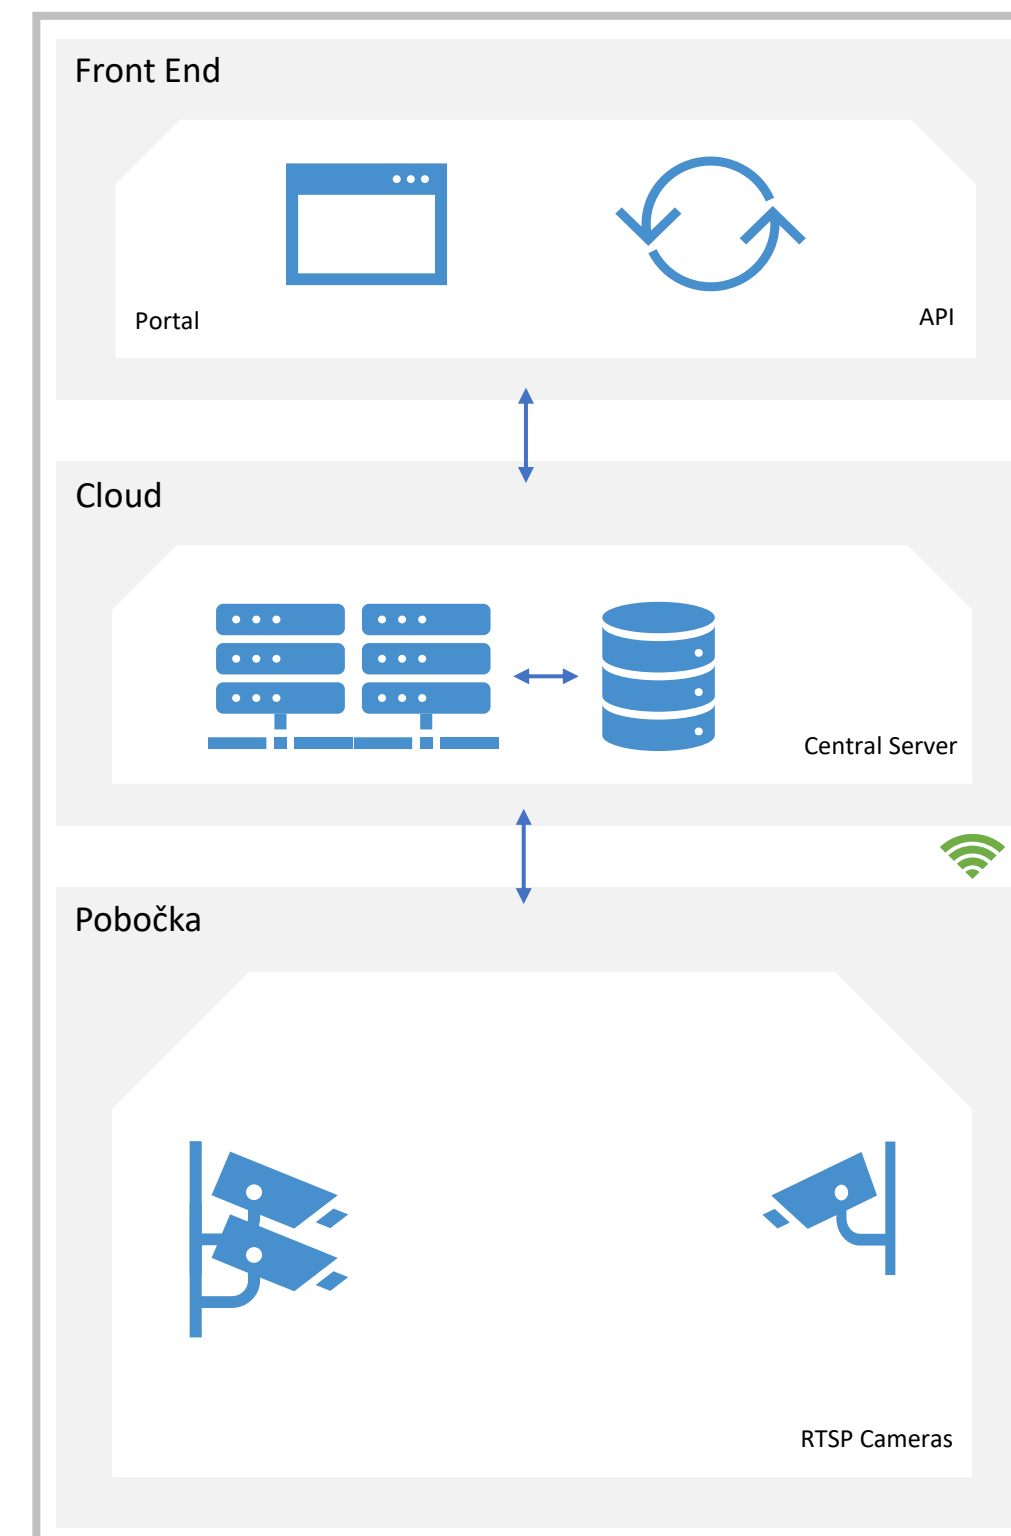 Front End
Portal
API
Cloud
Central Server
Pobočka
RTSP Cameras